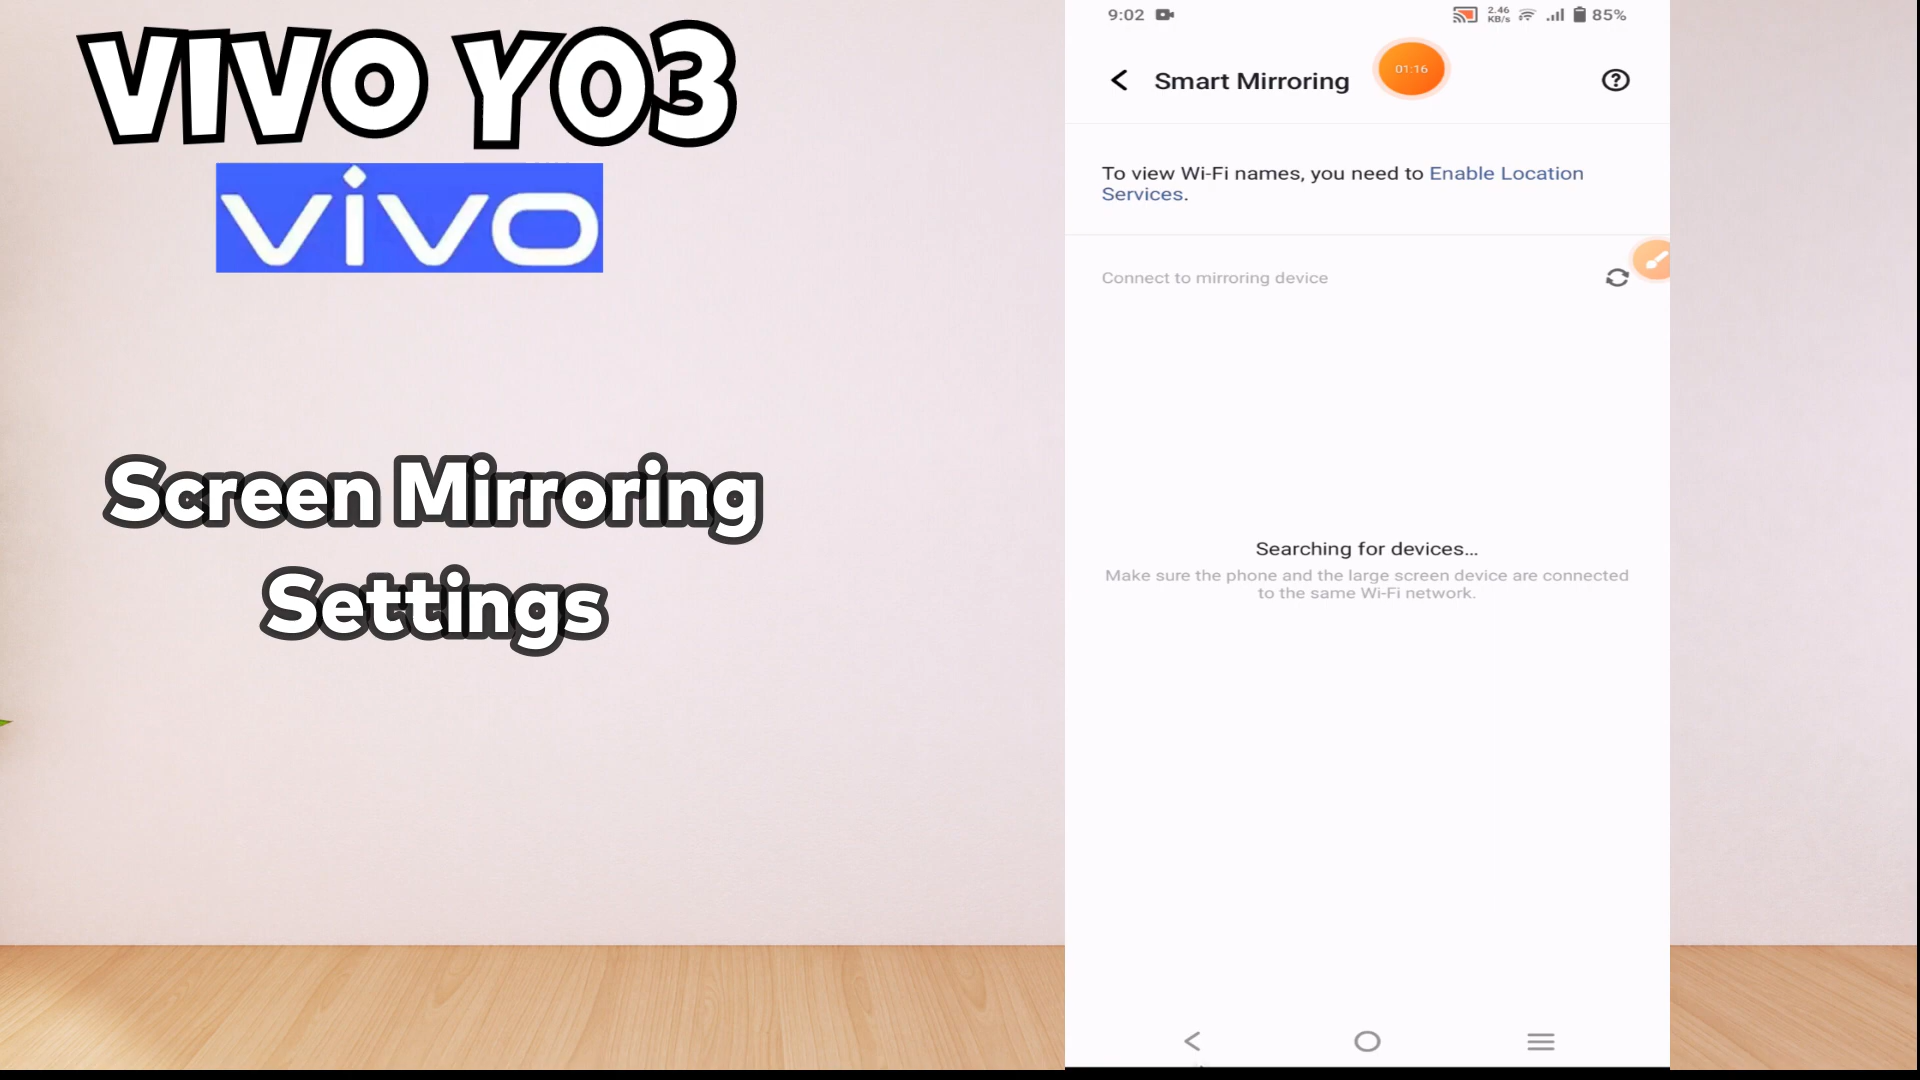 VIVO Y03
vivo
Screen Mirroring
Settings
9:02
2.46
KB/s
85%
Smart Mirroring
01:16
To view Wi-Fi names, you need to Enable Location
Services.
Connect to mirroring device
Searching for devices...
Make sure the phone and the large screen device are connected
to the same Wi-Fi network.